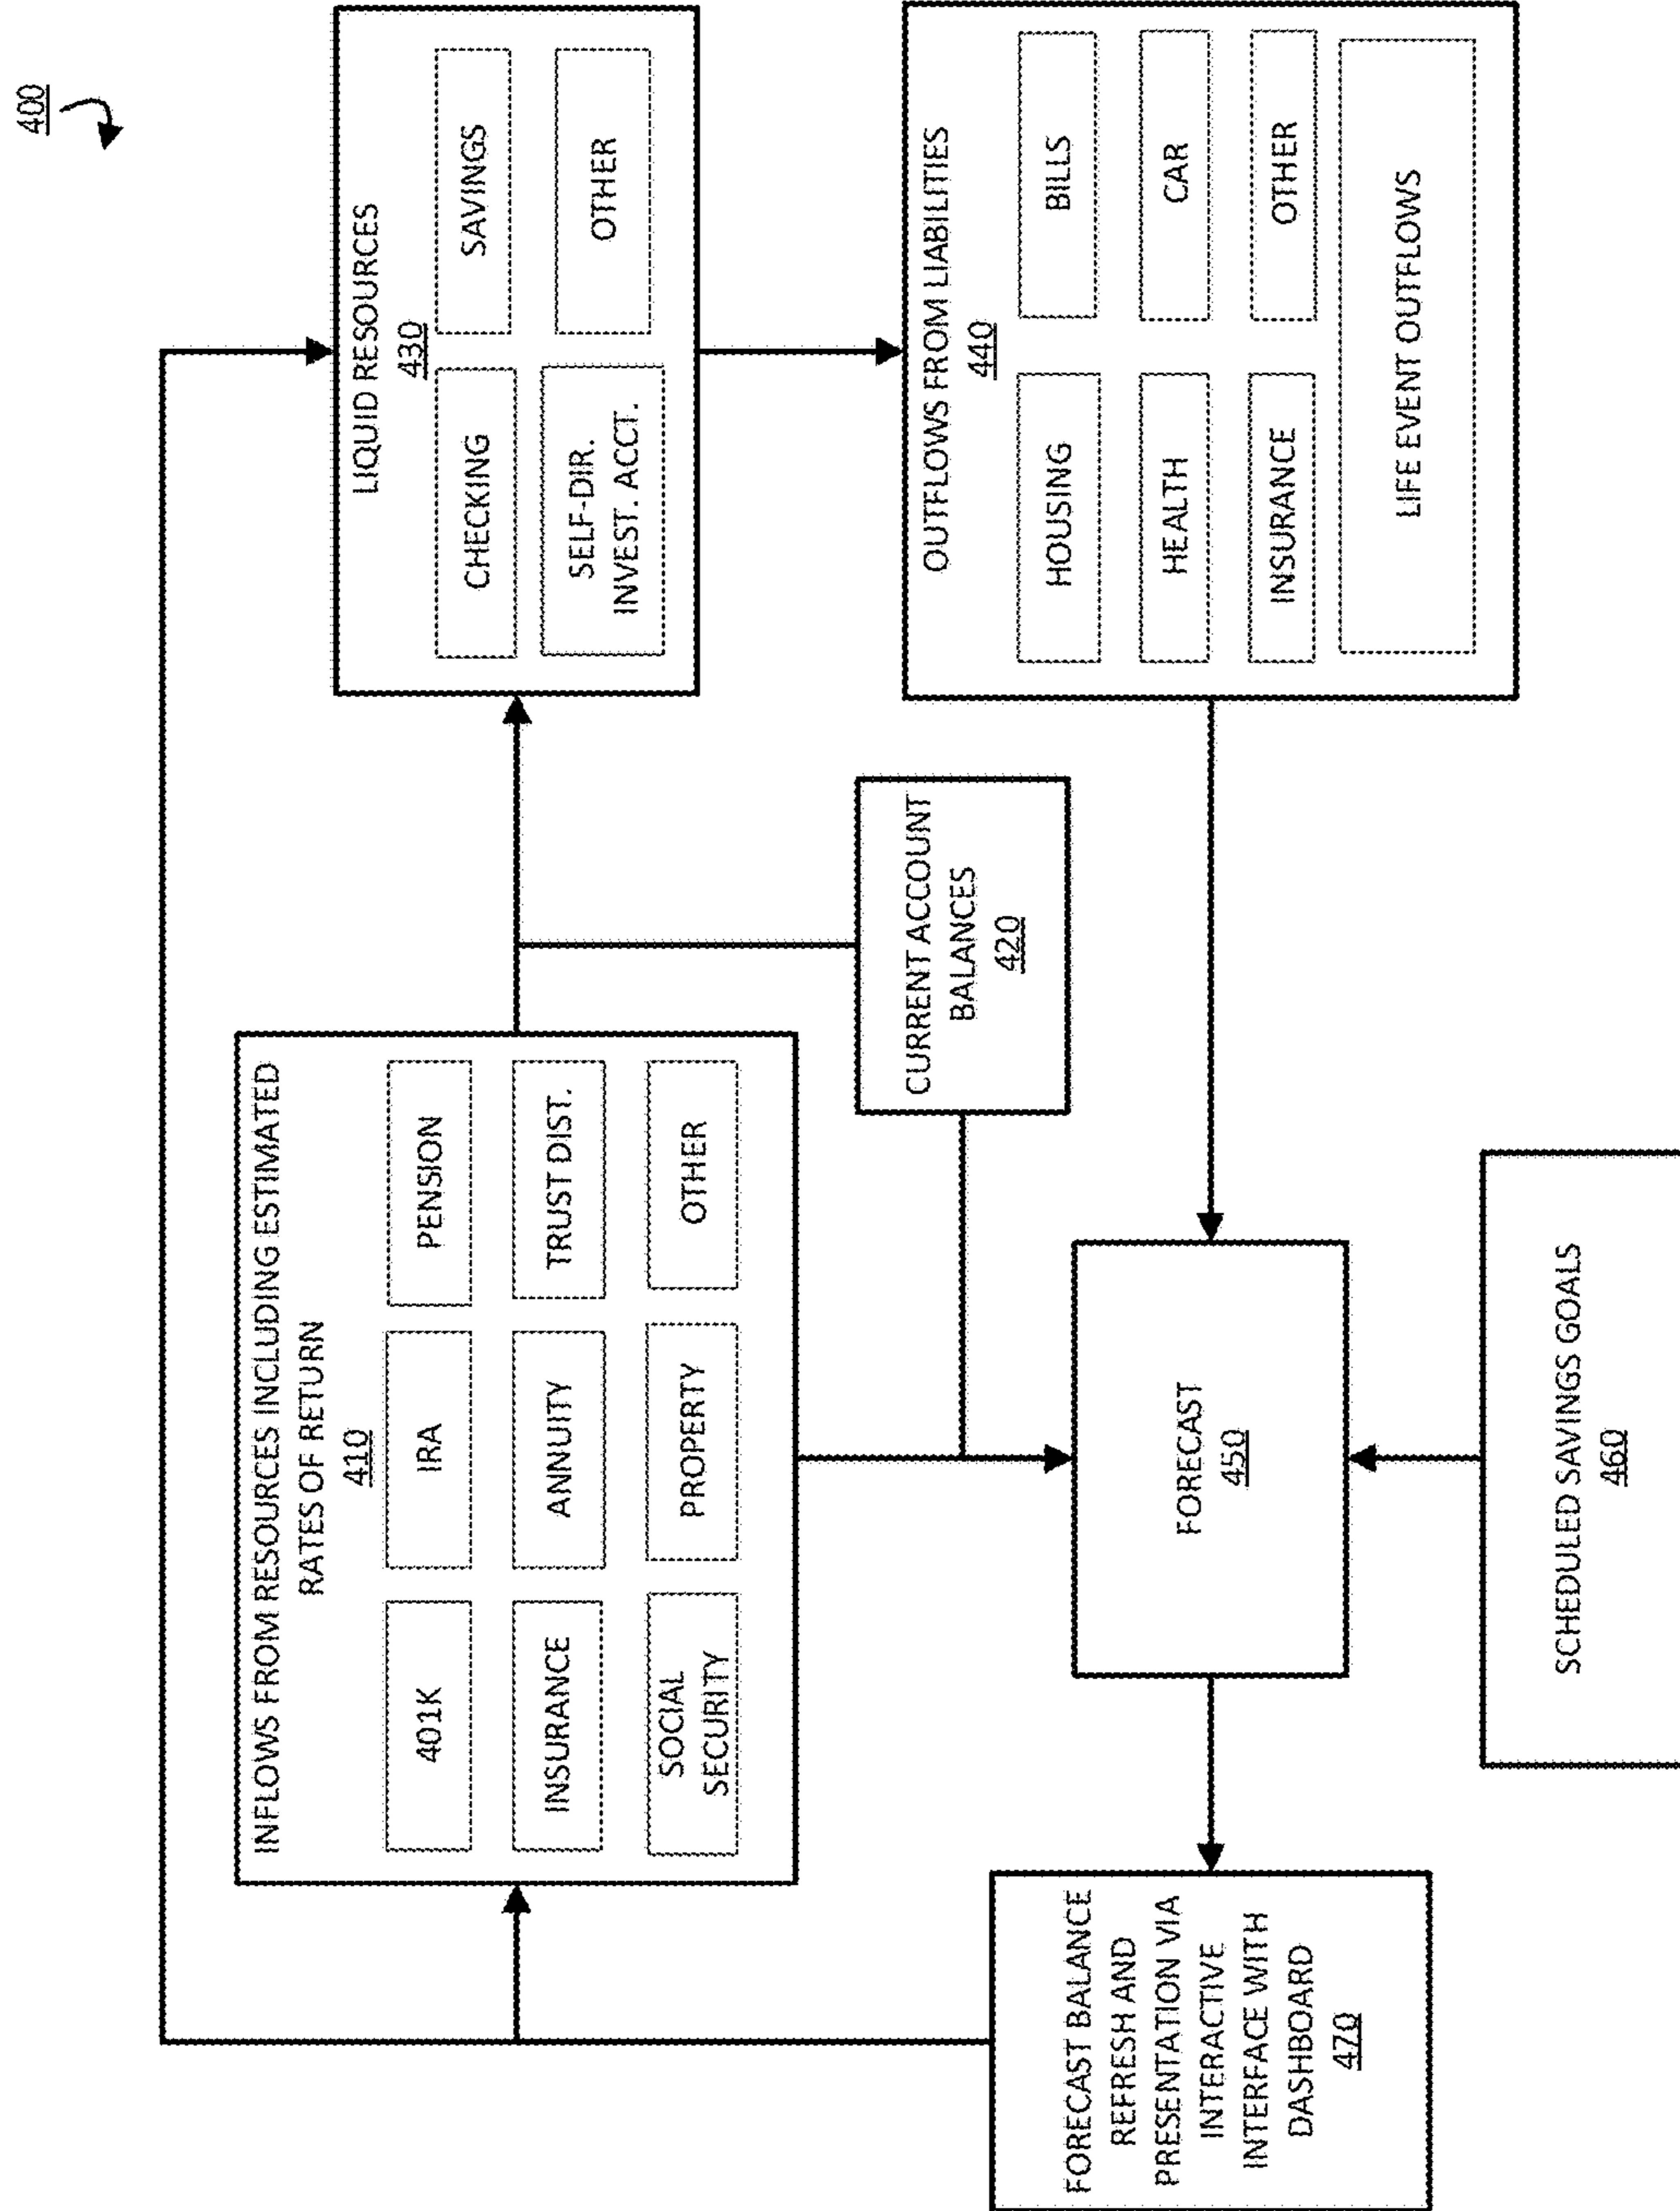 400
INFLOWS FROM RESOURCES INCLUDING ESTIMATED
RATES OF RETURN
410
401K
IRA
PENSION
INSURANCE
ANNUITY
TRUST DIST.
SOCIAL
SECURITY
PROPERTY
OTHER
LIQUID RESOURCES
430
CHECKING
SAVINGS
SELF-DIR.
INVEST. ACCT.
OTHER
CURRENT ACCOUNT
BALANCES
420
OUTFLOWS FROM LIABILITIES
440
HOUSING
BILLS
HEALTH
CAR
INSURANCE
OTHER
LIFE EVENT OUTFLOWS
FORECAST BALANCE
REFRESH AND
PRESENTATION VIA
INTERACTIVE
INTERFACE WITH
DASHBOARD
470
FORECAST
450
SCHEDULED SAVINGS GOALS
460